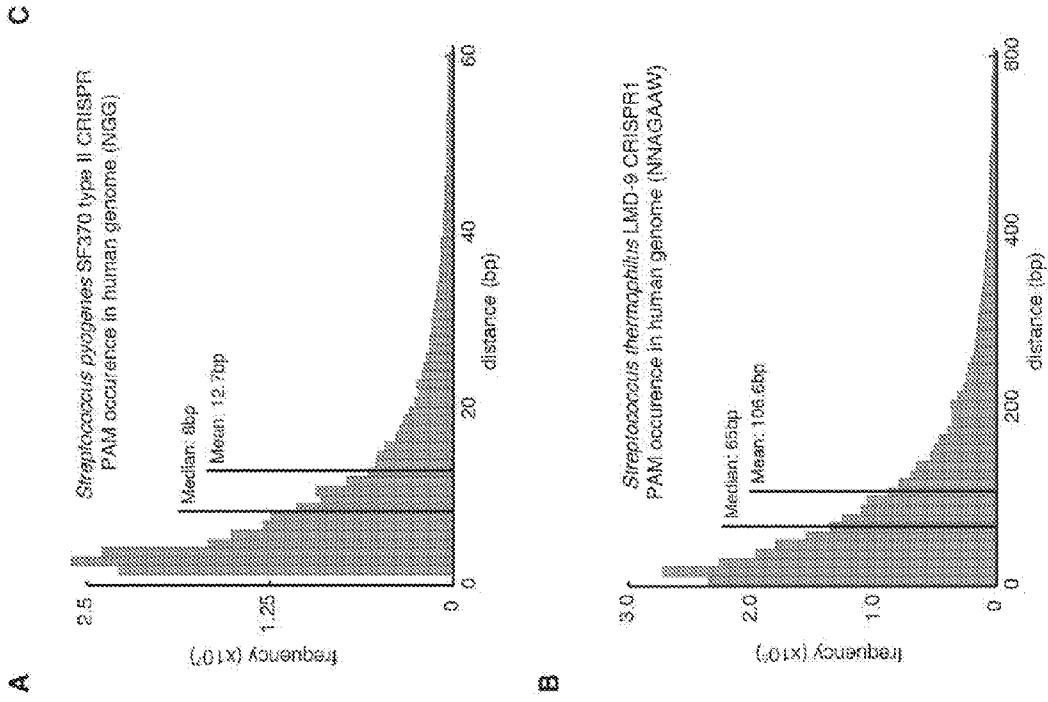 A
Streptococcus pyogenes SF370 type II CRISPR
PAM occurence in human genome (NGG)
Median: 8bp
Mean: 12.7bp
frequency
2.5
1.25
0
0
20
40
60
distance (bp)
B
Streptococcus thermophilus LMD-9 CRISPR1
PAM occurence in human genome (NNAGAAW)
Median: 65bp
Mean: 106.6bp
frequency
3.0
2.0
1.0
0
0
200
400
600
distance (bp)
C